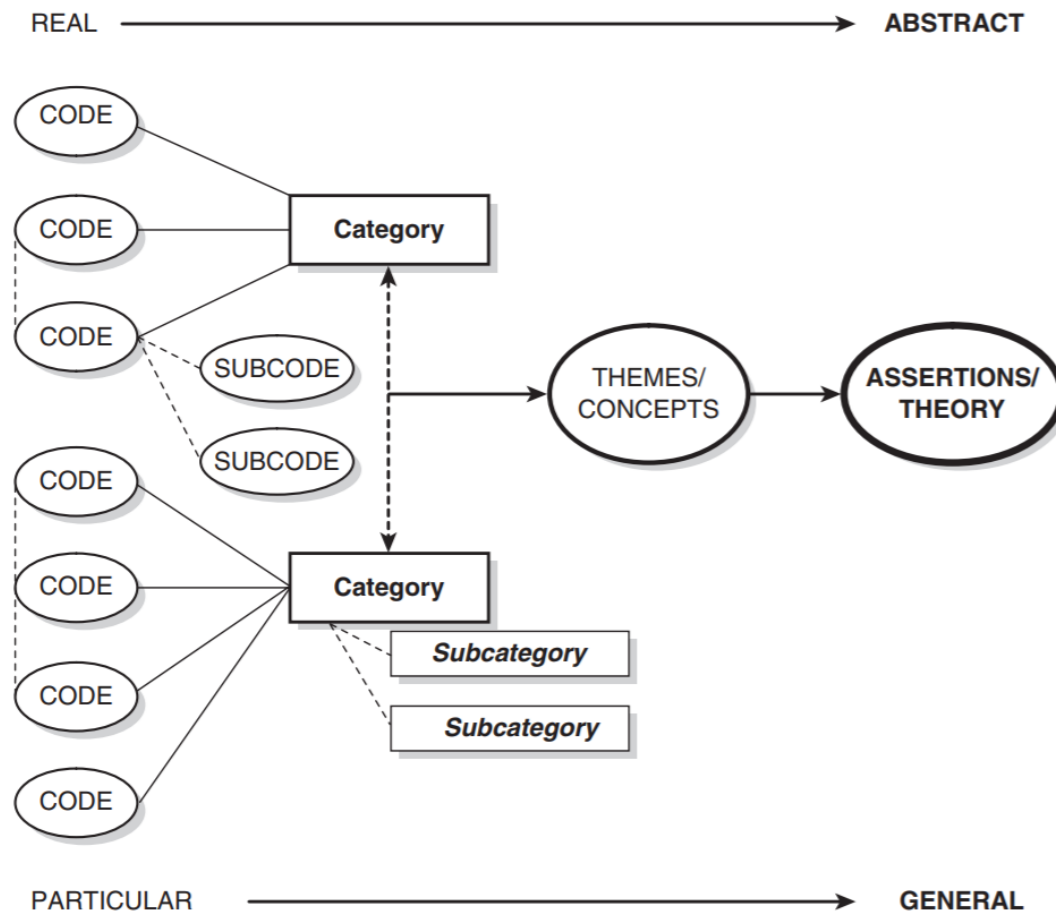 REAL
ABSTRACT
CODE
CODE
Category
CODE
SUBCODE
THEMES/
CONCEPTS
ASSERTIONS/
THEORY
SUBCODE
CODE
CODE
Category
Subcategory
CODE
Subcategory
CODE
PARTICULAR
GENERAL